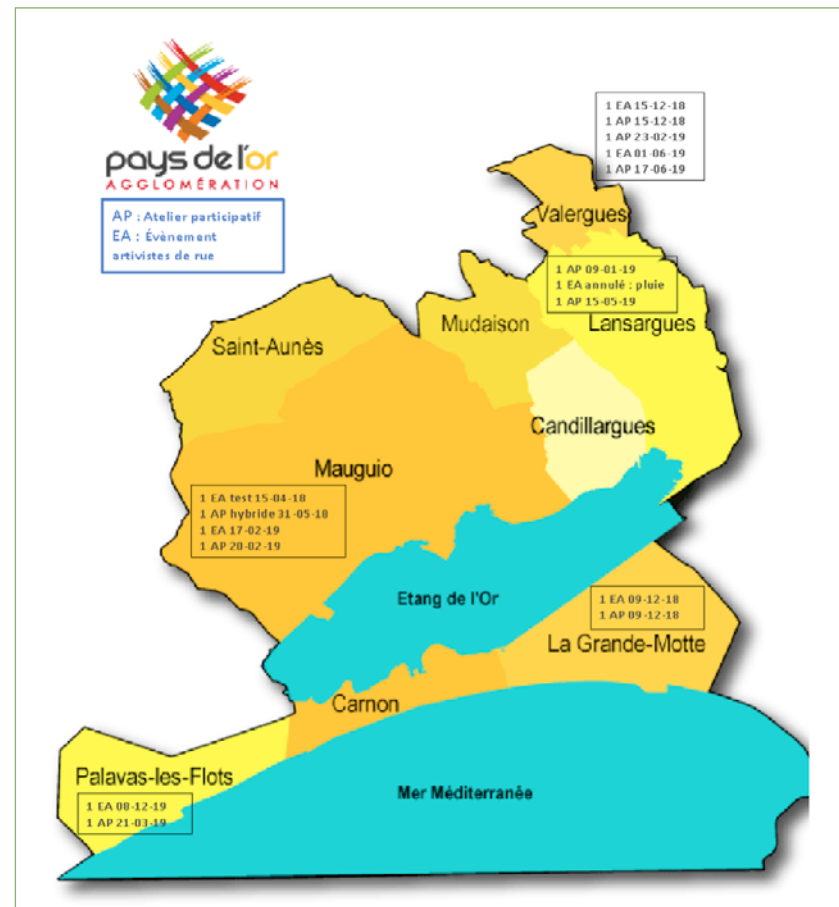 pays de l'or
AGGLOMÉRATION
AP : Atelier participatif
EA : Évènement
artivistes de rue
1 EA 15-12-18
1 AP 15-12-18
1 AP 23-02-19
1 EA 01-06-19
1 AP 17-06-19
Valergues
1 AP 09-01-19
1 EA annulé : pluie
1 AP 15-05-19
Lansargues
Mudaison
Saint-Aunès
Candillargues
Mauguio
1 EA test 15-04-18
1 AP hybride 31-05-18
1 EA 17-02-19
1 AP 20-02-19
Etang de l'Or
1 EA 09-12-18
1 AP 09-12-18
La Grande-Motte
Carnon
Palavas-les-Flots
1 EA 08-12-19
1 AP 21-03-19
Mer Méditerranée